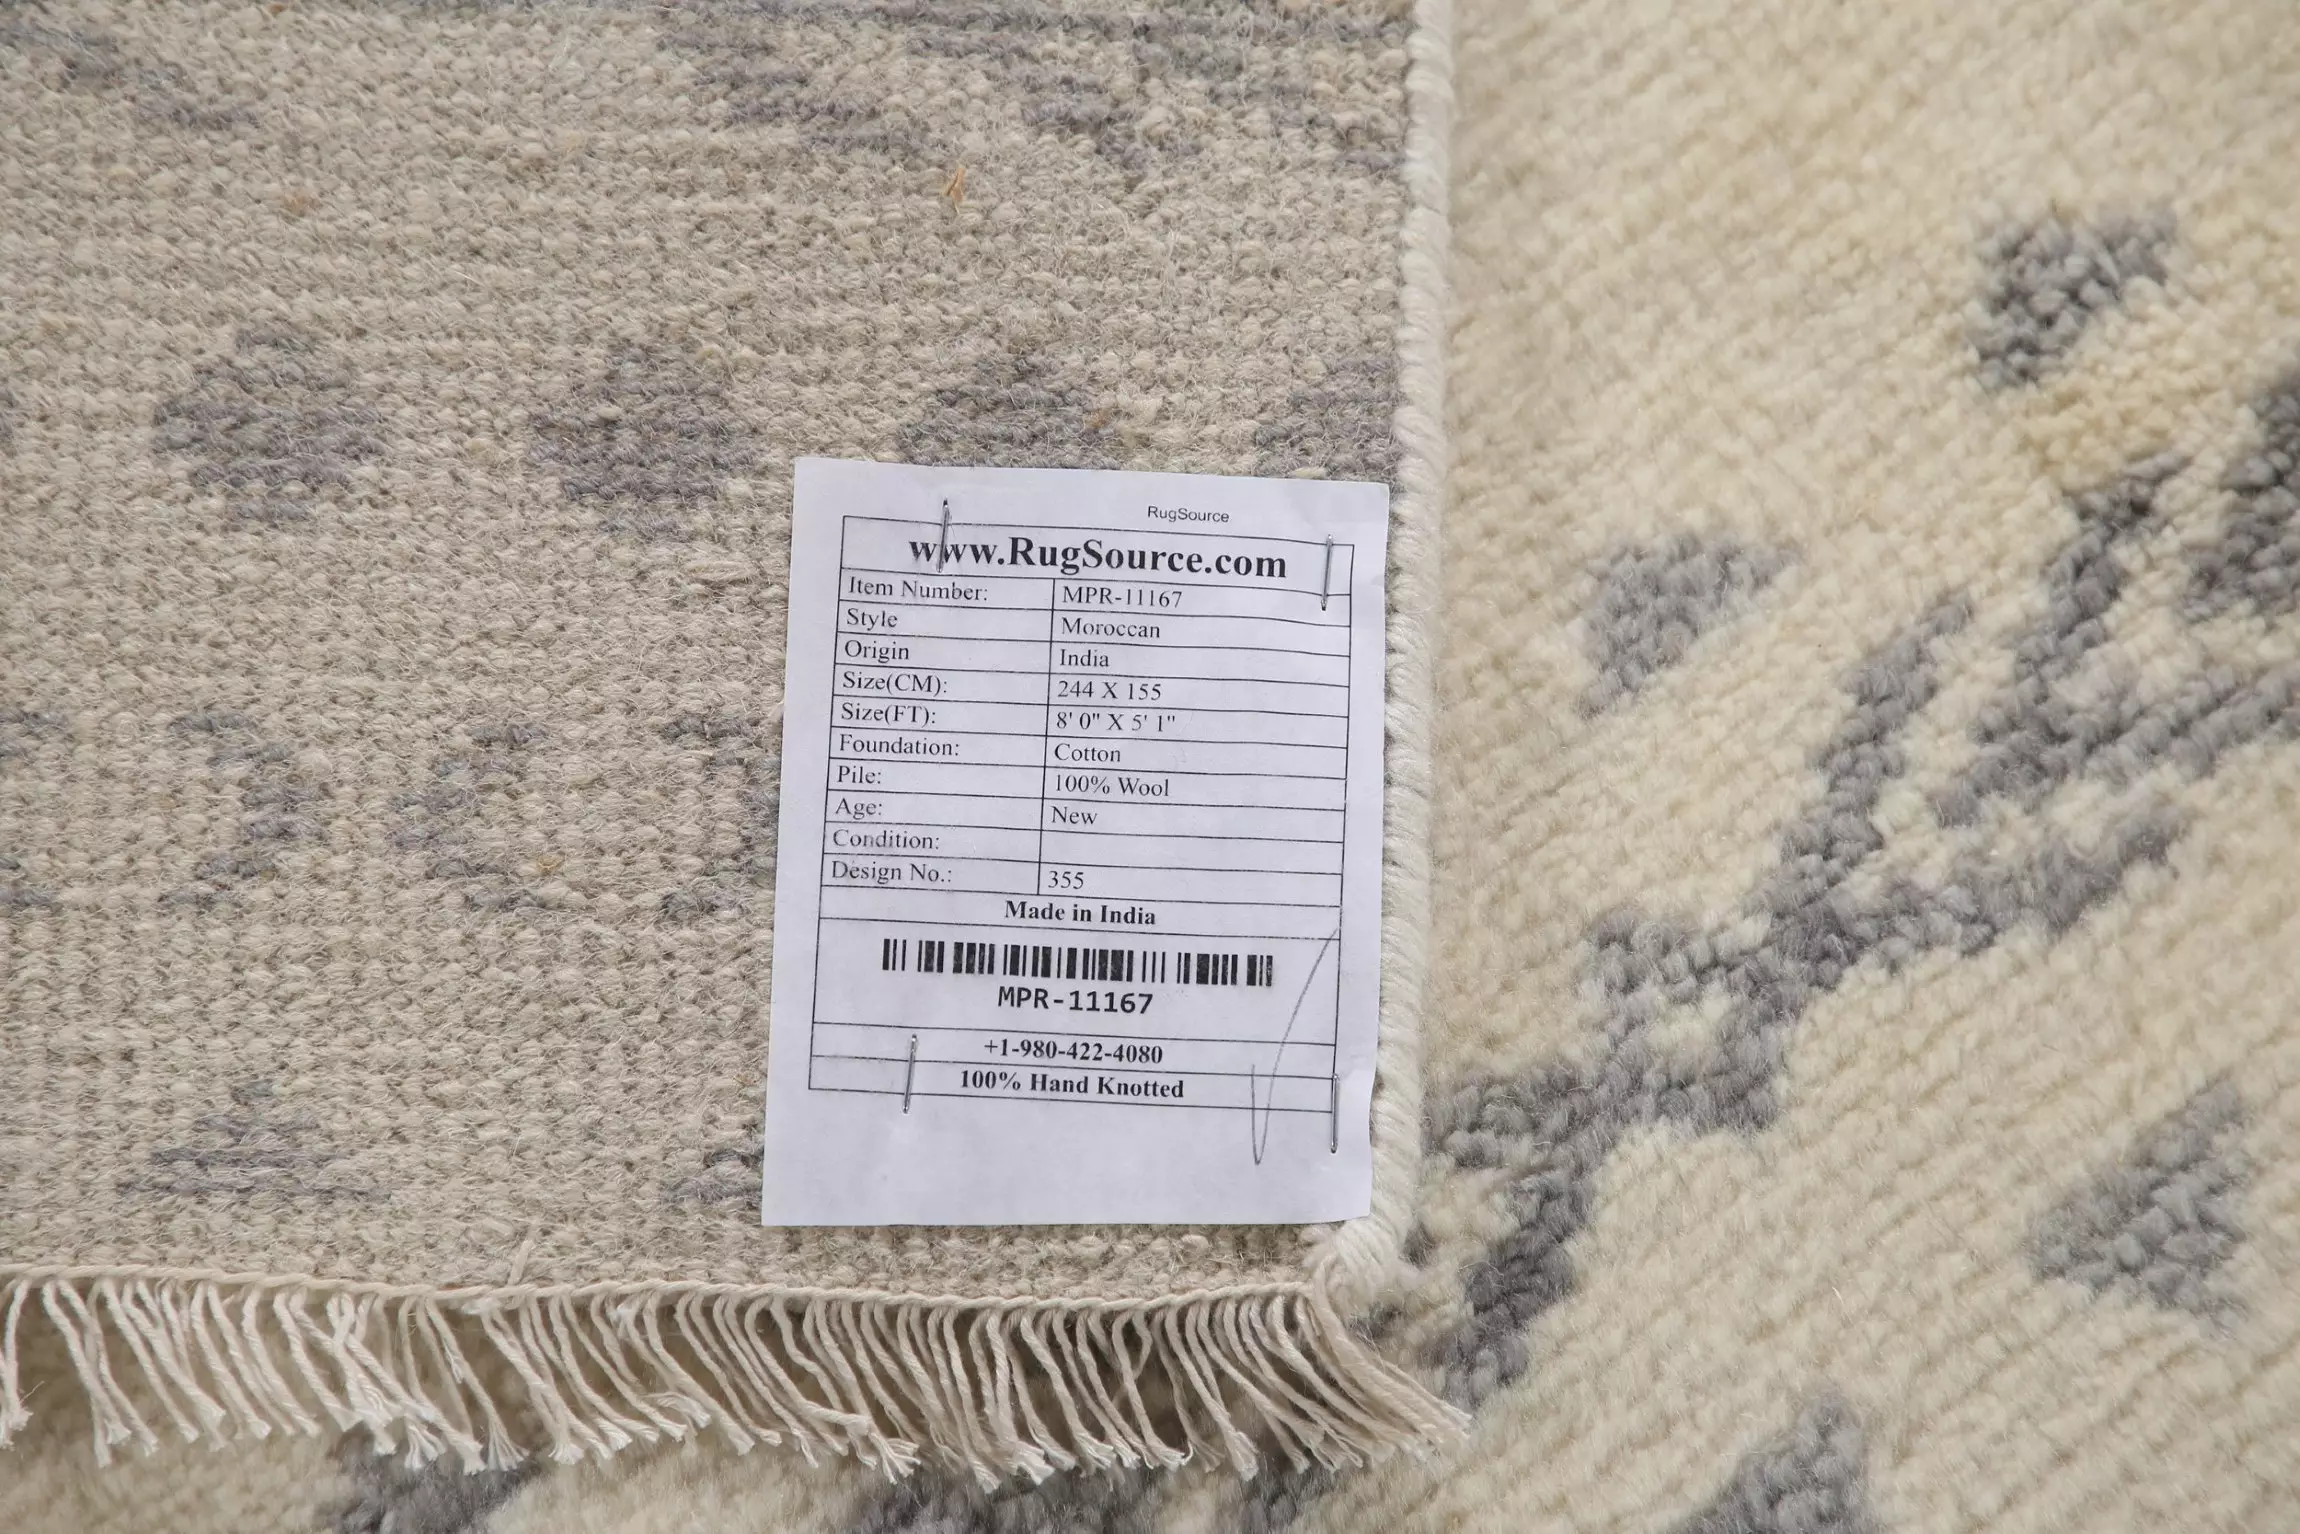 RugSource
www.RugSource.com
Item Number: MPR-11167
Style Moroccan
Origin India
Size(CM): 244 X 155
Size(FT): 8' 0" X 5' 1"
Foundation: Cotton
Pile: 100% Wool
Age: New
Condition:
Design No.: 355
Made in India
MPR-11167
+1-980-422-4080
100% Hand Knotted